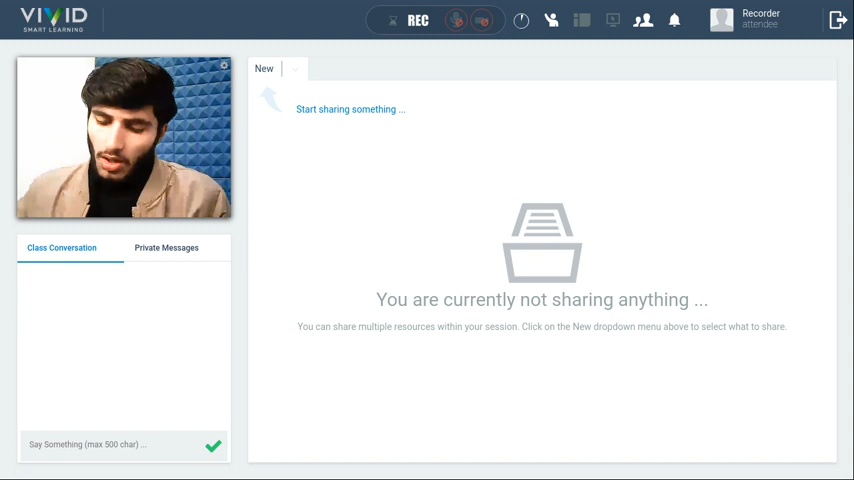 VIVID
SMART LEARNING
REC
Recorder
attendee
New
Start sharing something ...
Class Conversation
Private Messages
You are currently not sharing anything ...
You can share multiple resources within your session. Click on the New dropdown menu above to select what to share.
Say Something (max 500 char) ...